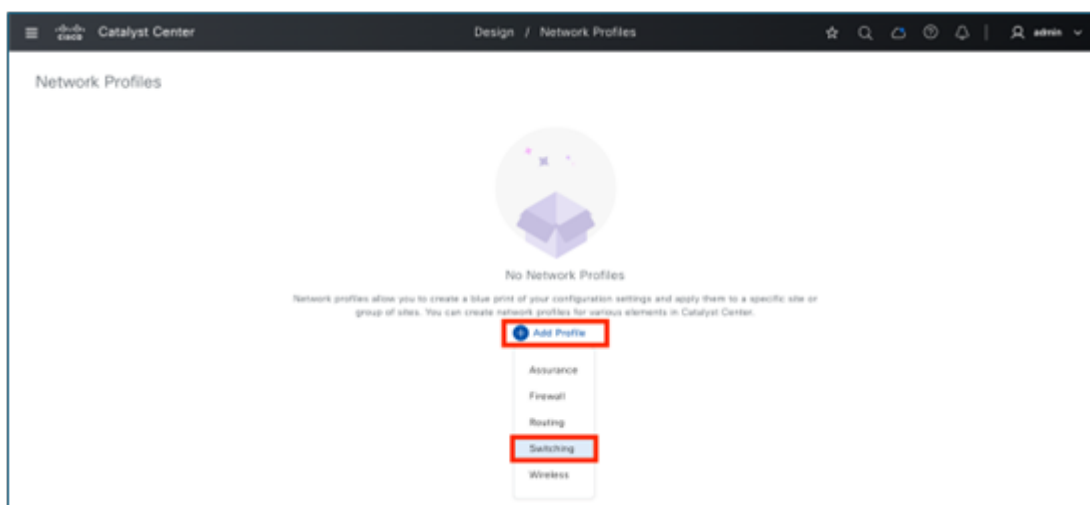 cisco Catalyst Center Design / Network Profiles admin
Network Profiles
No Network Profiles
Network profiles allow you to create a blue print of your configuration settings and apply them to a specific site or
group of sites. You can create network profiles for various elements in Catalyst Center.
Add Profile
Assurance
Firewall
Routing
Switching
Wireless